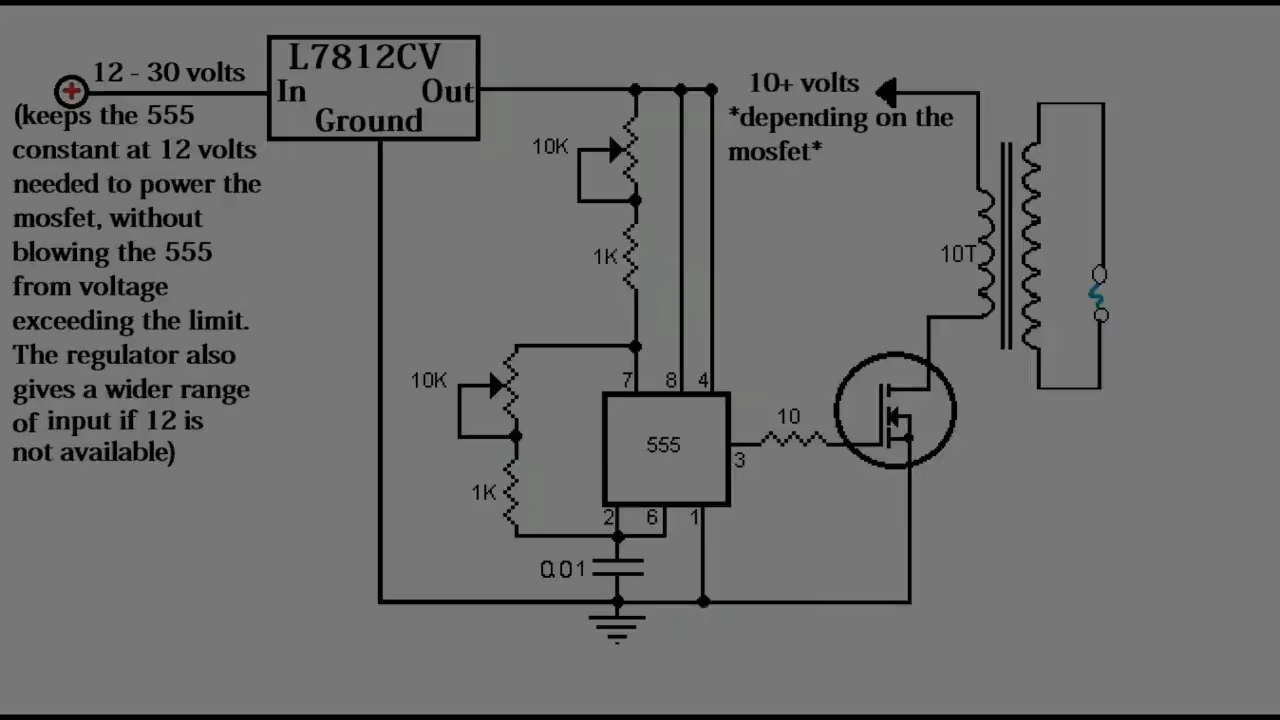 L7812CV
12 - 30 volts
In
Out
Ground
(keeps the 555
constant at 12 volts
needed to power the
mosfet, without
blowing the 555
from voltage
exceeding the limit.
The regulator also
gives a wider range
of input if 12 is
not available)
10+ volts
*depending on the
mosfet*
10K
1K
10T
10K
7
8
4
10
555
3
1K
2
6
1
0.01